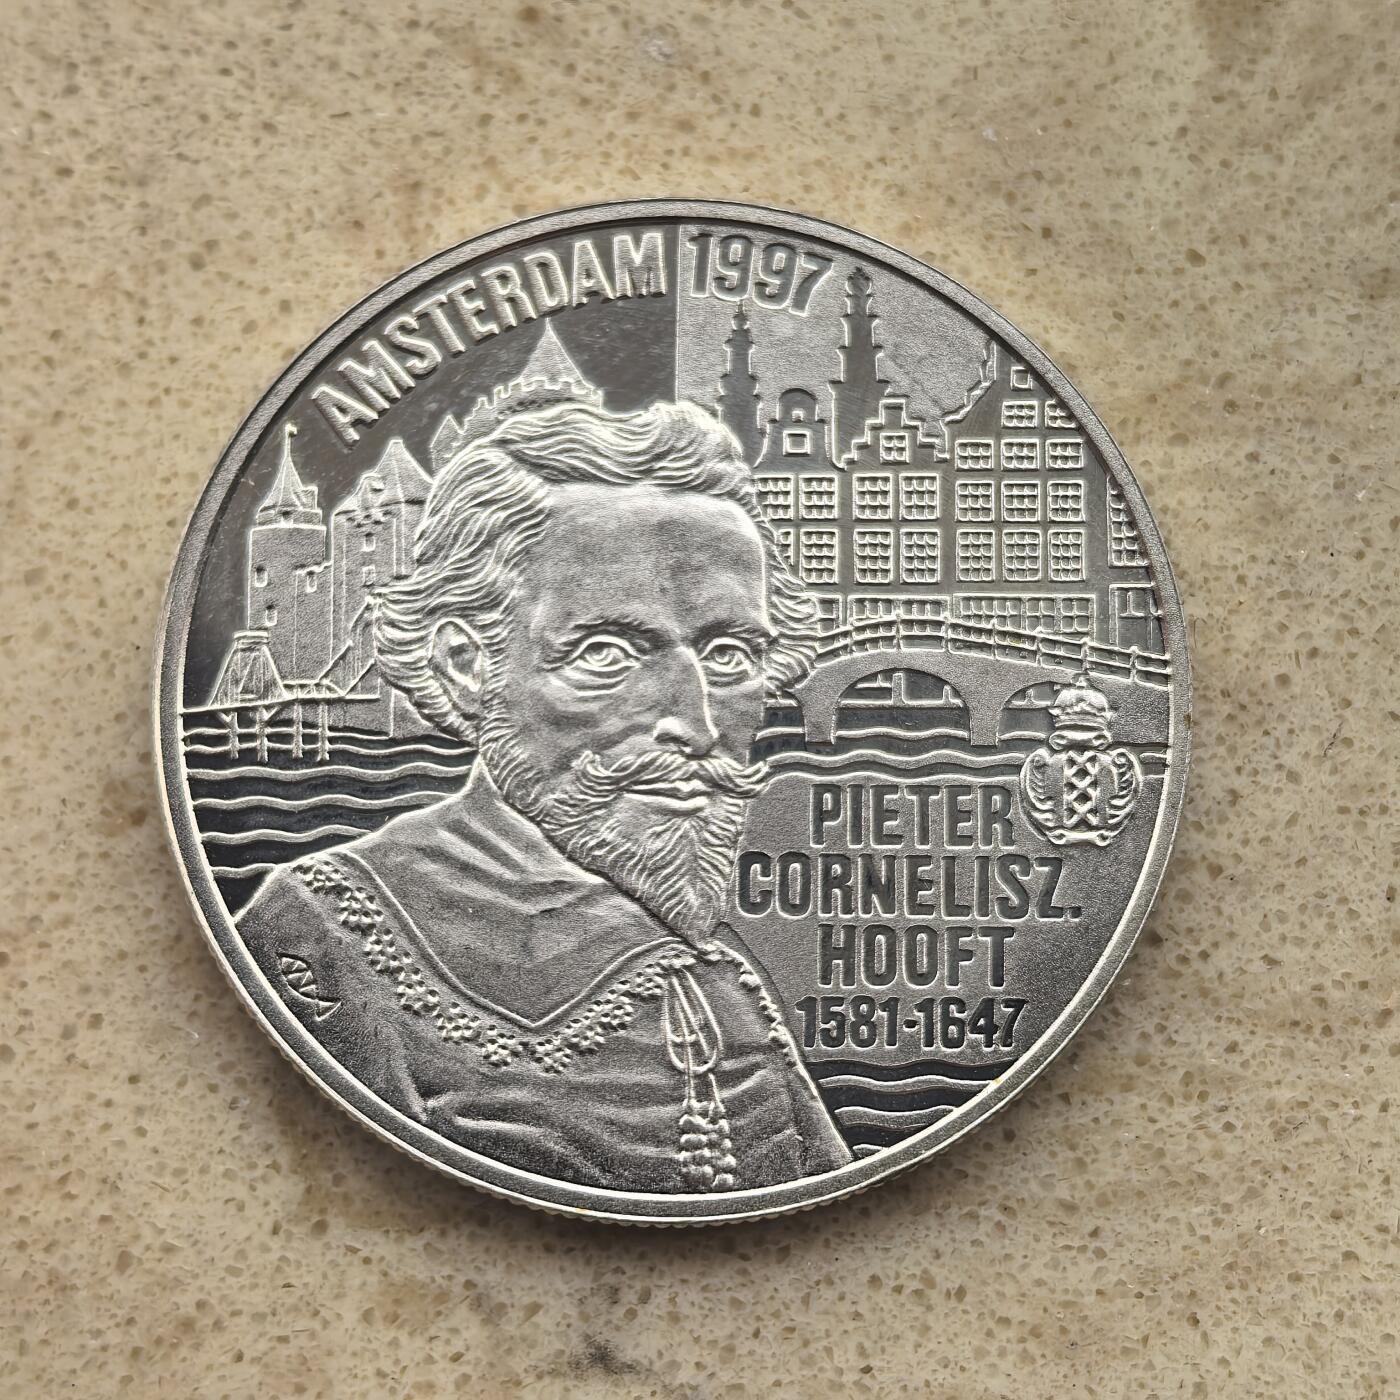 AMSTERDAM 1997
PIETER
CORNELISZ.
HOOFT
1581-1647